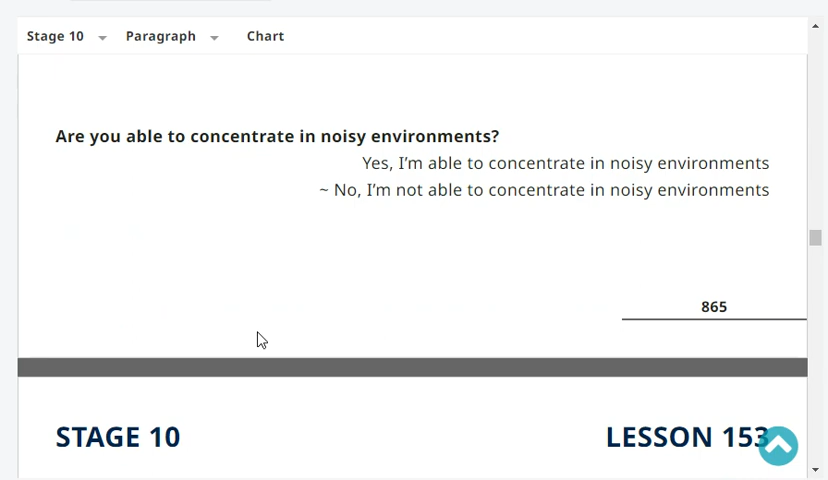 Stage 10 Paragraph Chart
Are you able to concentrate in noisy environments?
Yes, I’m able to concentrate in noisy environments
~ No, I’m not able to concentrate in noisy environments
865
STAGE 10 LESSON 153